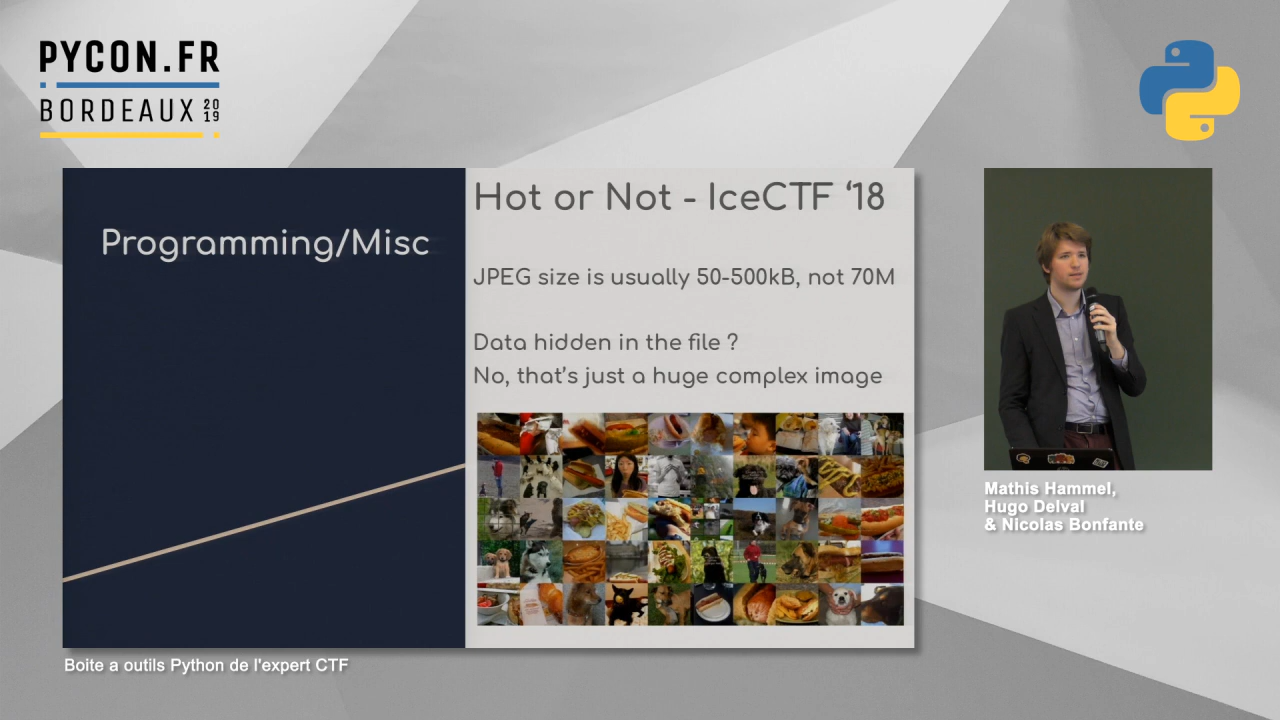 PYCON.FR
BORDEAUX 2019
Programming/Misc
Hot or Not - IceCTF ‘18
JPEG size is usually 50-500kB, not 70M
Data hidden in the file ?
No, that’s just a huge complex image
Mathis Hammel,
Hugo Delval
& Nicolas Bonfante
Boite a outils Python de l'expert CTF